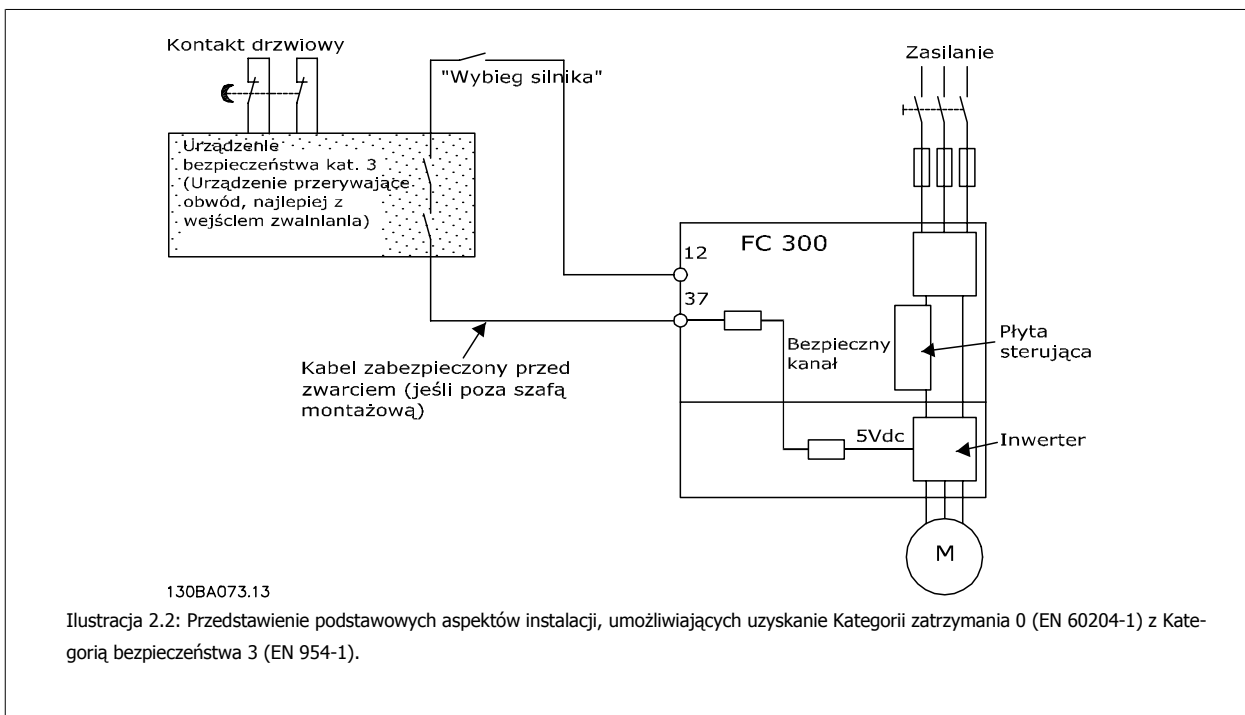 Kontakt drzwiowy
"Wybieg silnika"
Zasilanie
Urządzenie
bezpieczeństwa kat. 3
(Urządzenie przerywające
obwód, najlepiej z
wejściem zwalniania)
FC 300
12
37
Bezpieczny
kanał
Płyta
sterująca
Kabel zabezpieczony przed
zwarciem (jeśli poza szafą
montażową)
5Vdc
Inwerter
M
130BA073.13
Ilustracja 2.2: Przedstawienie podstawowych aspektów instalacji, umożliwiających uzyskanie Kategorii zatrzymania 0 (EN 60204-1) z Kate-
gorią bezpieczeństwa 3 (EN 954-1).